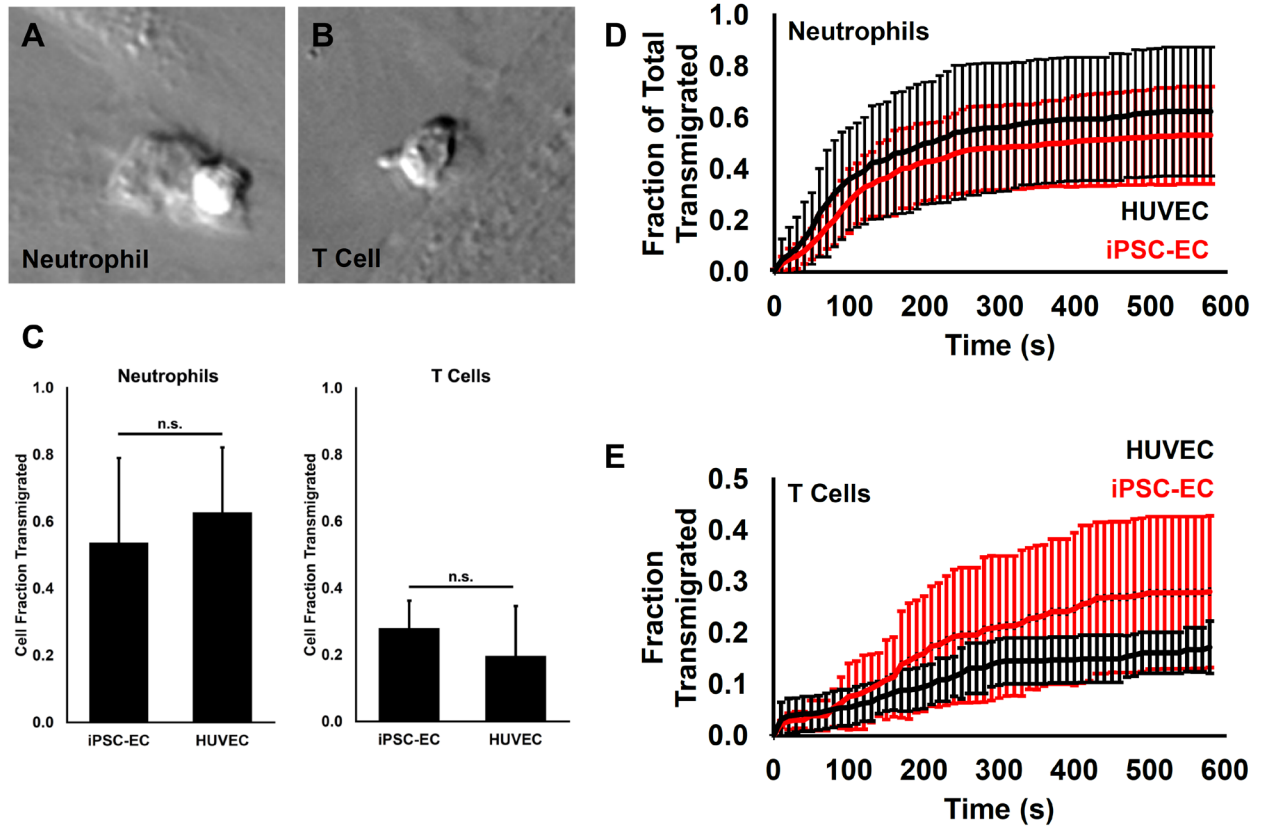 A
Neutrophil
B
T Cell
C
Neutrophils
Cell Fraction Transmigrated
1.0
0.8
0.6
0.4
0.2
0.0
n.s.
iPSC-EC
HUVEC
T Cells
Cell Fraction Transmigrated
1.0
0.8
0.6
0.4
0.2
0.0
n.s.
iPSC-EC
HUVEC
D
Neutrophils
Fraction of Total
Transmigrated
1.0
0.8
0.6
0.4
0.2
0.0
HUVEC
iPSC-EC
0
100
200
300
400
500
600
Time (s)
E
T Cells
HUVEC
iPSC-EC
Fraction
Transmigrated
0.5
0.4
0.3
0.2
0.1
0.0
0
100
200
300
400
500
600
Time (s)